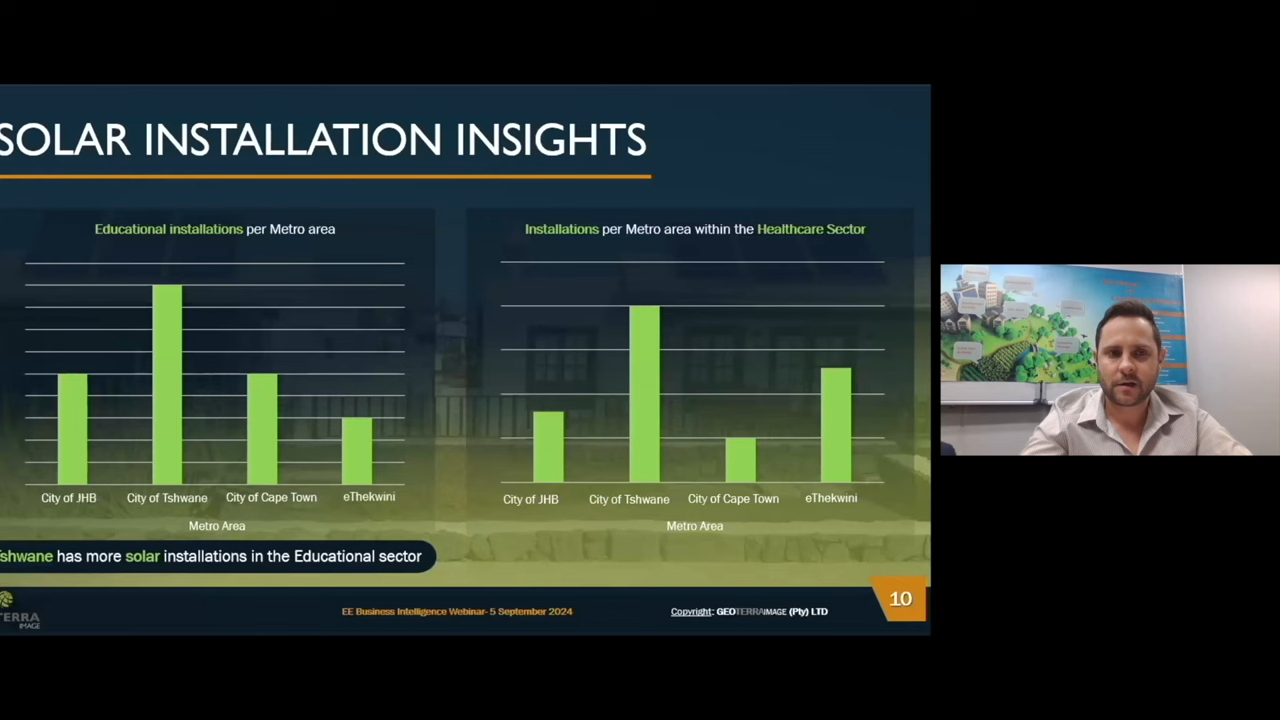 SOLAR INSTALLATION INSIGHTS
Educational installations per Metro area
City of JHB City of Tshwane City of Cape Town eThekwini
Metro Area
Installations per Metro area within the Healthcare Sector
City of JHB City of Tshwane City of Cape Town eThekwini
Metro Area
shwane has more solar installations in the Educational sector
TERRA
IMAGE
EE Business Intelligence Webinar- 5 September 2024
Copyright: GEOTERRAIMAGE (Pty) LTD
10